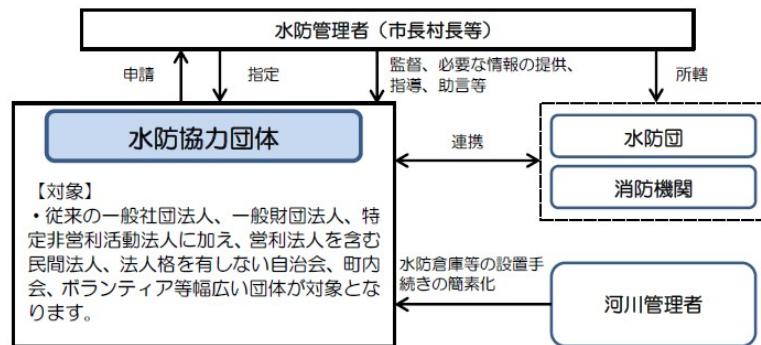 水防管理者（市長村長等）
申請
指定
監督、必要な情報の提供、
指導、助言等
所轄
水防協力団体
連携
水防団
消防機関
【対象】
・従来の一般社団法人、一般財団法人、特
定非営利活動法人に加え、営利法人を含む
民間法人、法人格を有しない自治会、町内
会、ボランティア等幅広い団体が対象とな
ります。
水防倉庫等の設置手
続きの簡素化
河川管理者